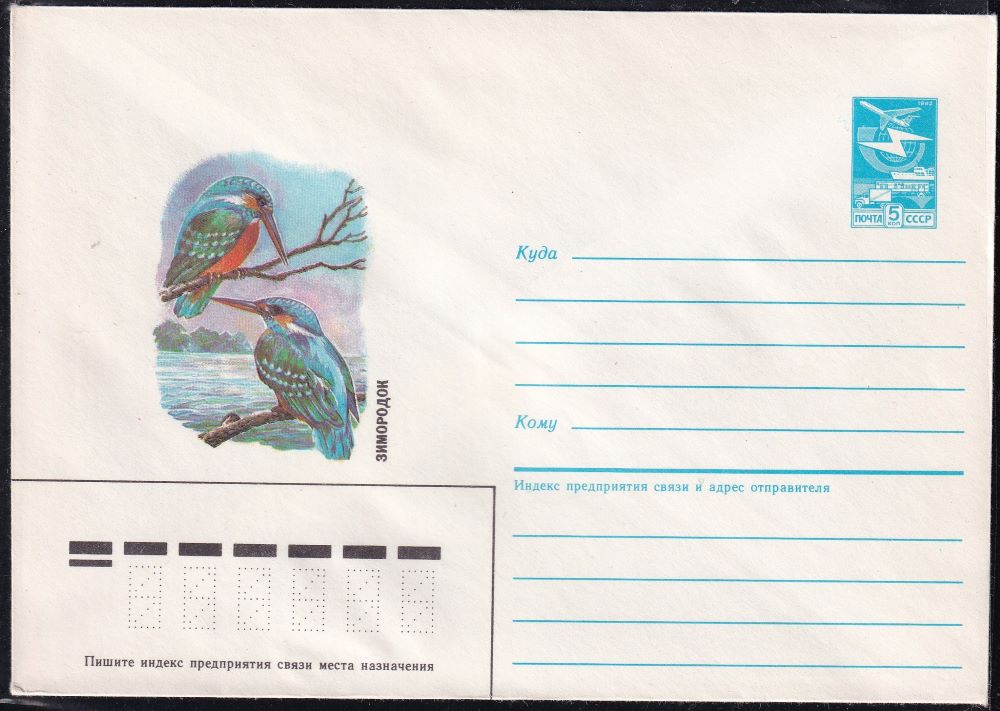 1982
ПОЧТА 5 КОП СССР
Куда
ЗИМОРОДОК
Кому
Индекс предприятия связи и адрес отправителя
Пишите индекс предприятия связи места назначения